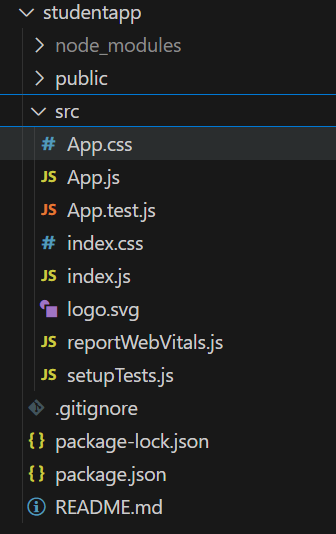 studentapp
node_modules
public
src
# App.css
JS App.js
JS App.test.js
# index.css
JS index.js
logo.svg
JS reportWebVitals.js
JS setupTests.js
.gitignore
{} package-lock.json
{} package.json
README.md